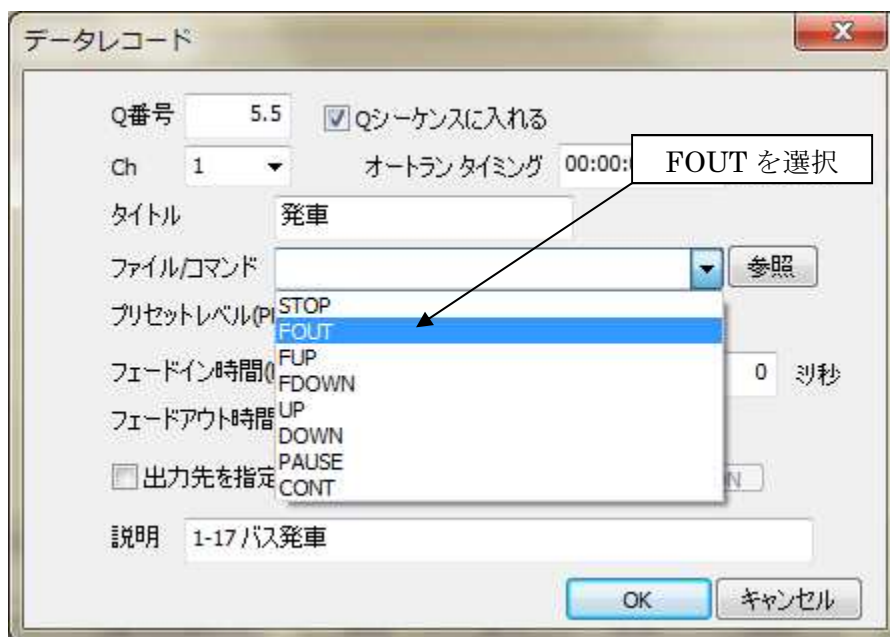 データレコード
Q番号 5.5 Qシーケンスに入れる
Ch 1 オートラン タイミング 00:00:
FOUT を選択
タイトル 発車
ファイル/コマンド 参照
プリセットレベル(P
STOP
FOUT
フェードイン時間( 0 ミリ秒
FUP
FDOWN
フェードアウト時間
UP
DOWN
PAUSE
出力先を指定
CONT
説明 1-17 バス発車
OK キャンセル